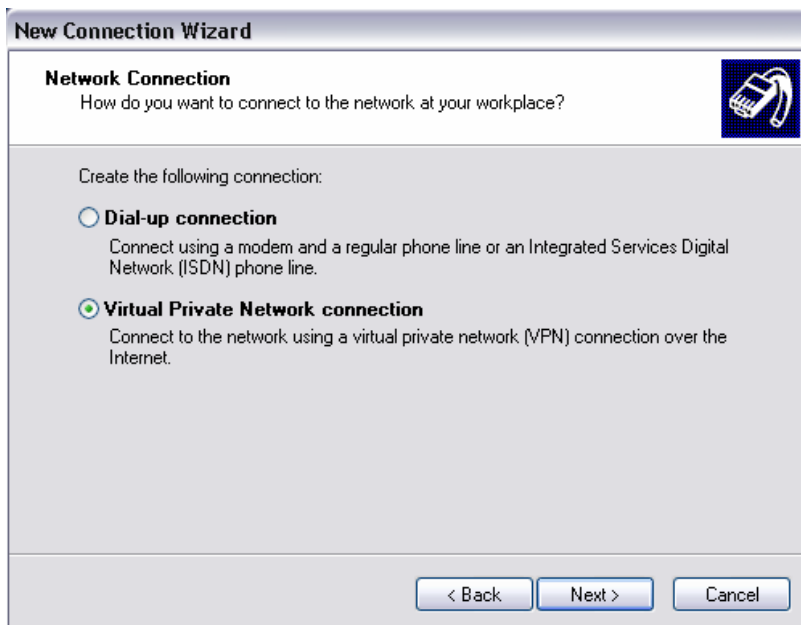 New Connection Wizard
Network Connection
How do you want to connect to the network at your workplace?
Create the following connection:
Dial-up connection
Connect using a modem and a regular phone line or an Integrated Services Digital
Network (ISDN) phone line.
Virtual Private Network connection
Connect to the network using a virtual private network (VPN) connection over the
Internet.
< Back Next > Cancel